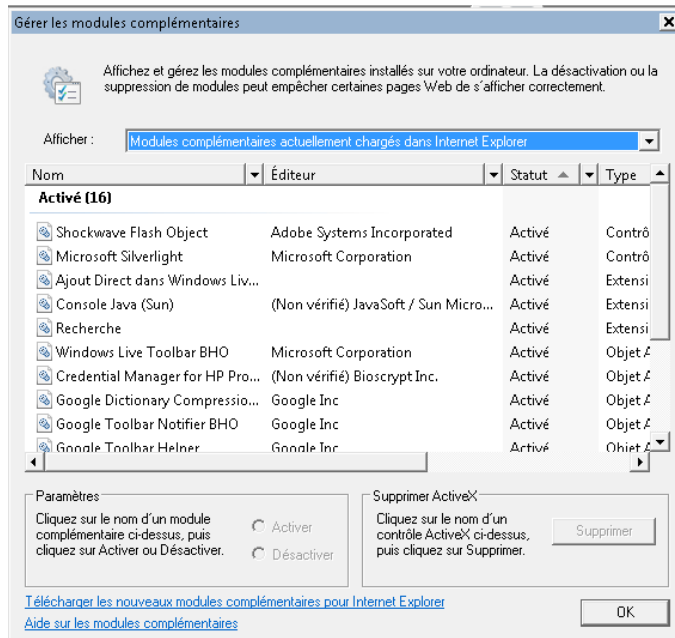 Gérer les modules complémentaires
Affichez et gérez les modules complémentaires installés sur votre ordinateur. La désactivation ou la
suppression de modules peut empêcher certaines pages Web de s´afficher correctement.
Afficher : Modules complémentaires actuellement chargés dans Internet Explorer
Nom Éditeur Statut Type
Activé (16)
Shockwave Flash Object Adobe Systems Incorporated Activé Contrô
Microsoft Silverlight Microsoft Corporation Activé Contrô
Ajout Direct dans Windows Liv... Activé Extensi
Console Java (Sun) (Non vérifié) JavaSoft / Sun Micro... Activé Extensi
Recherche Activé Extensi
Windows Live Toolbar BHO Microsoft Corporation Activé Objet A
Credential Manager for HP Pro... (Non vérifié) Bioscrypt Inc. Activé Objet A
Google Dictionary Compressio... Google Inc Activé Objet A
Google Toolbar Notifier BHO Google Inc Activé Objet A
Google Toolbar Helper Google Inc Activé Objet A
Paramètres
Cliquez sur le nom d´un module
complémentaire ci-dessus, puis
cliquez sur Activer ou Désactiver.
Activer
Désactiver
Supprimer ActiveX
Cliquez sur le nom d´un
contrôle ActiveX ci-dessus,
puis cliquez sur Supprimer.
Supprimer
Télécharger les nouveaux modules complémentaires pour Internet Explorer
Aide sur les modules complémentaires
OK